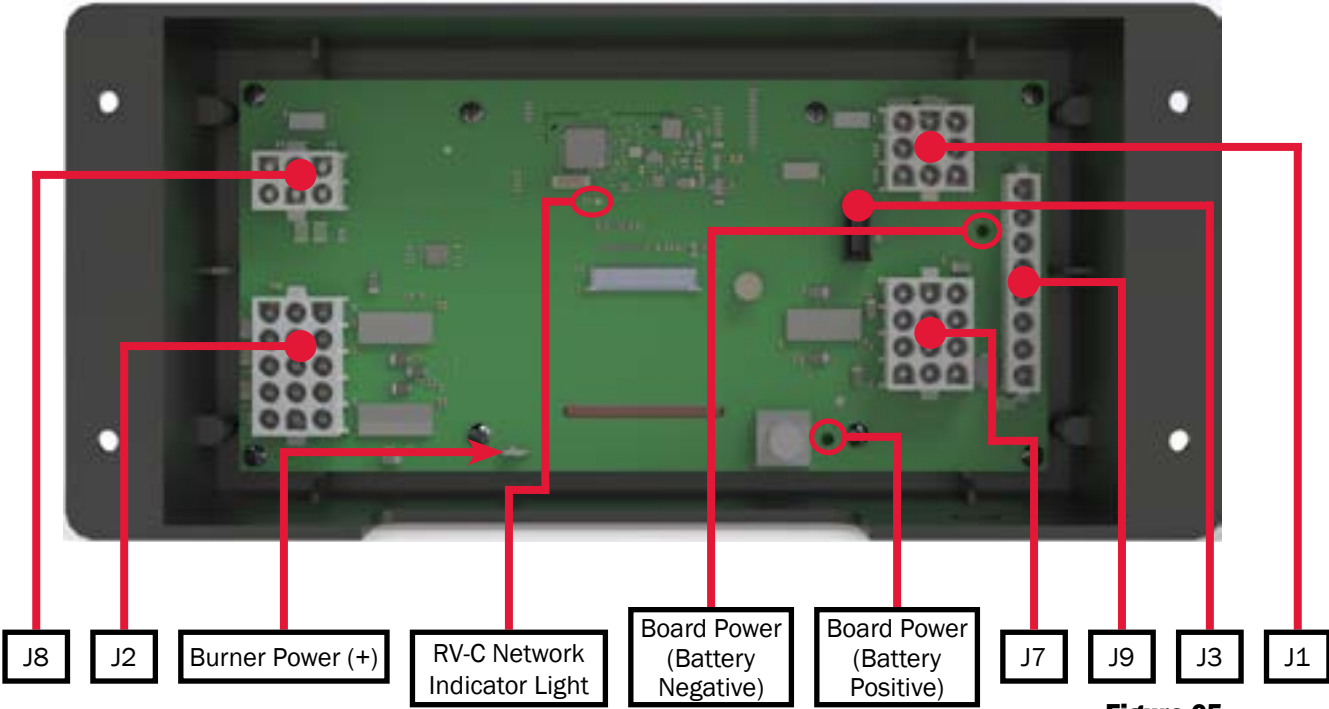 J8
J2
Burner Power (+)
RV-C Network
Indicator Light
Board Power
(Battery
Negative)
Board Power
(Battery
Positive)
J7
J9
J3
J1